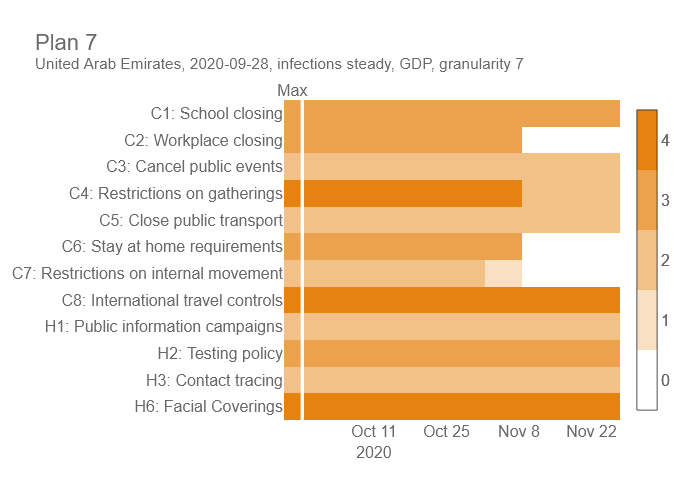 Plan 7
United Arab Emirates, 2020-09-28, infections steady, GDP, granularity 7
Max
C1: School closing
C2: Workplace closing
C3: Cancel public events
C4: Restrictions on gatherings
C5: Close public transport
C6: Stay at home requirements
C7: Restrictions on internal movement
C8: International travel controls
H1: Public information campaigns
H2: Testing policy
H3: Contact tracing
H6: Facial Coverings
Oct 11 Oct 25 Nov 8 Nov 22
2020
4
3
2
1
0